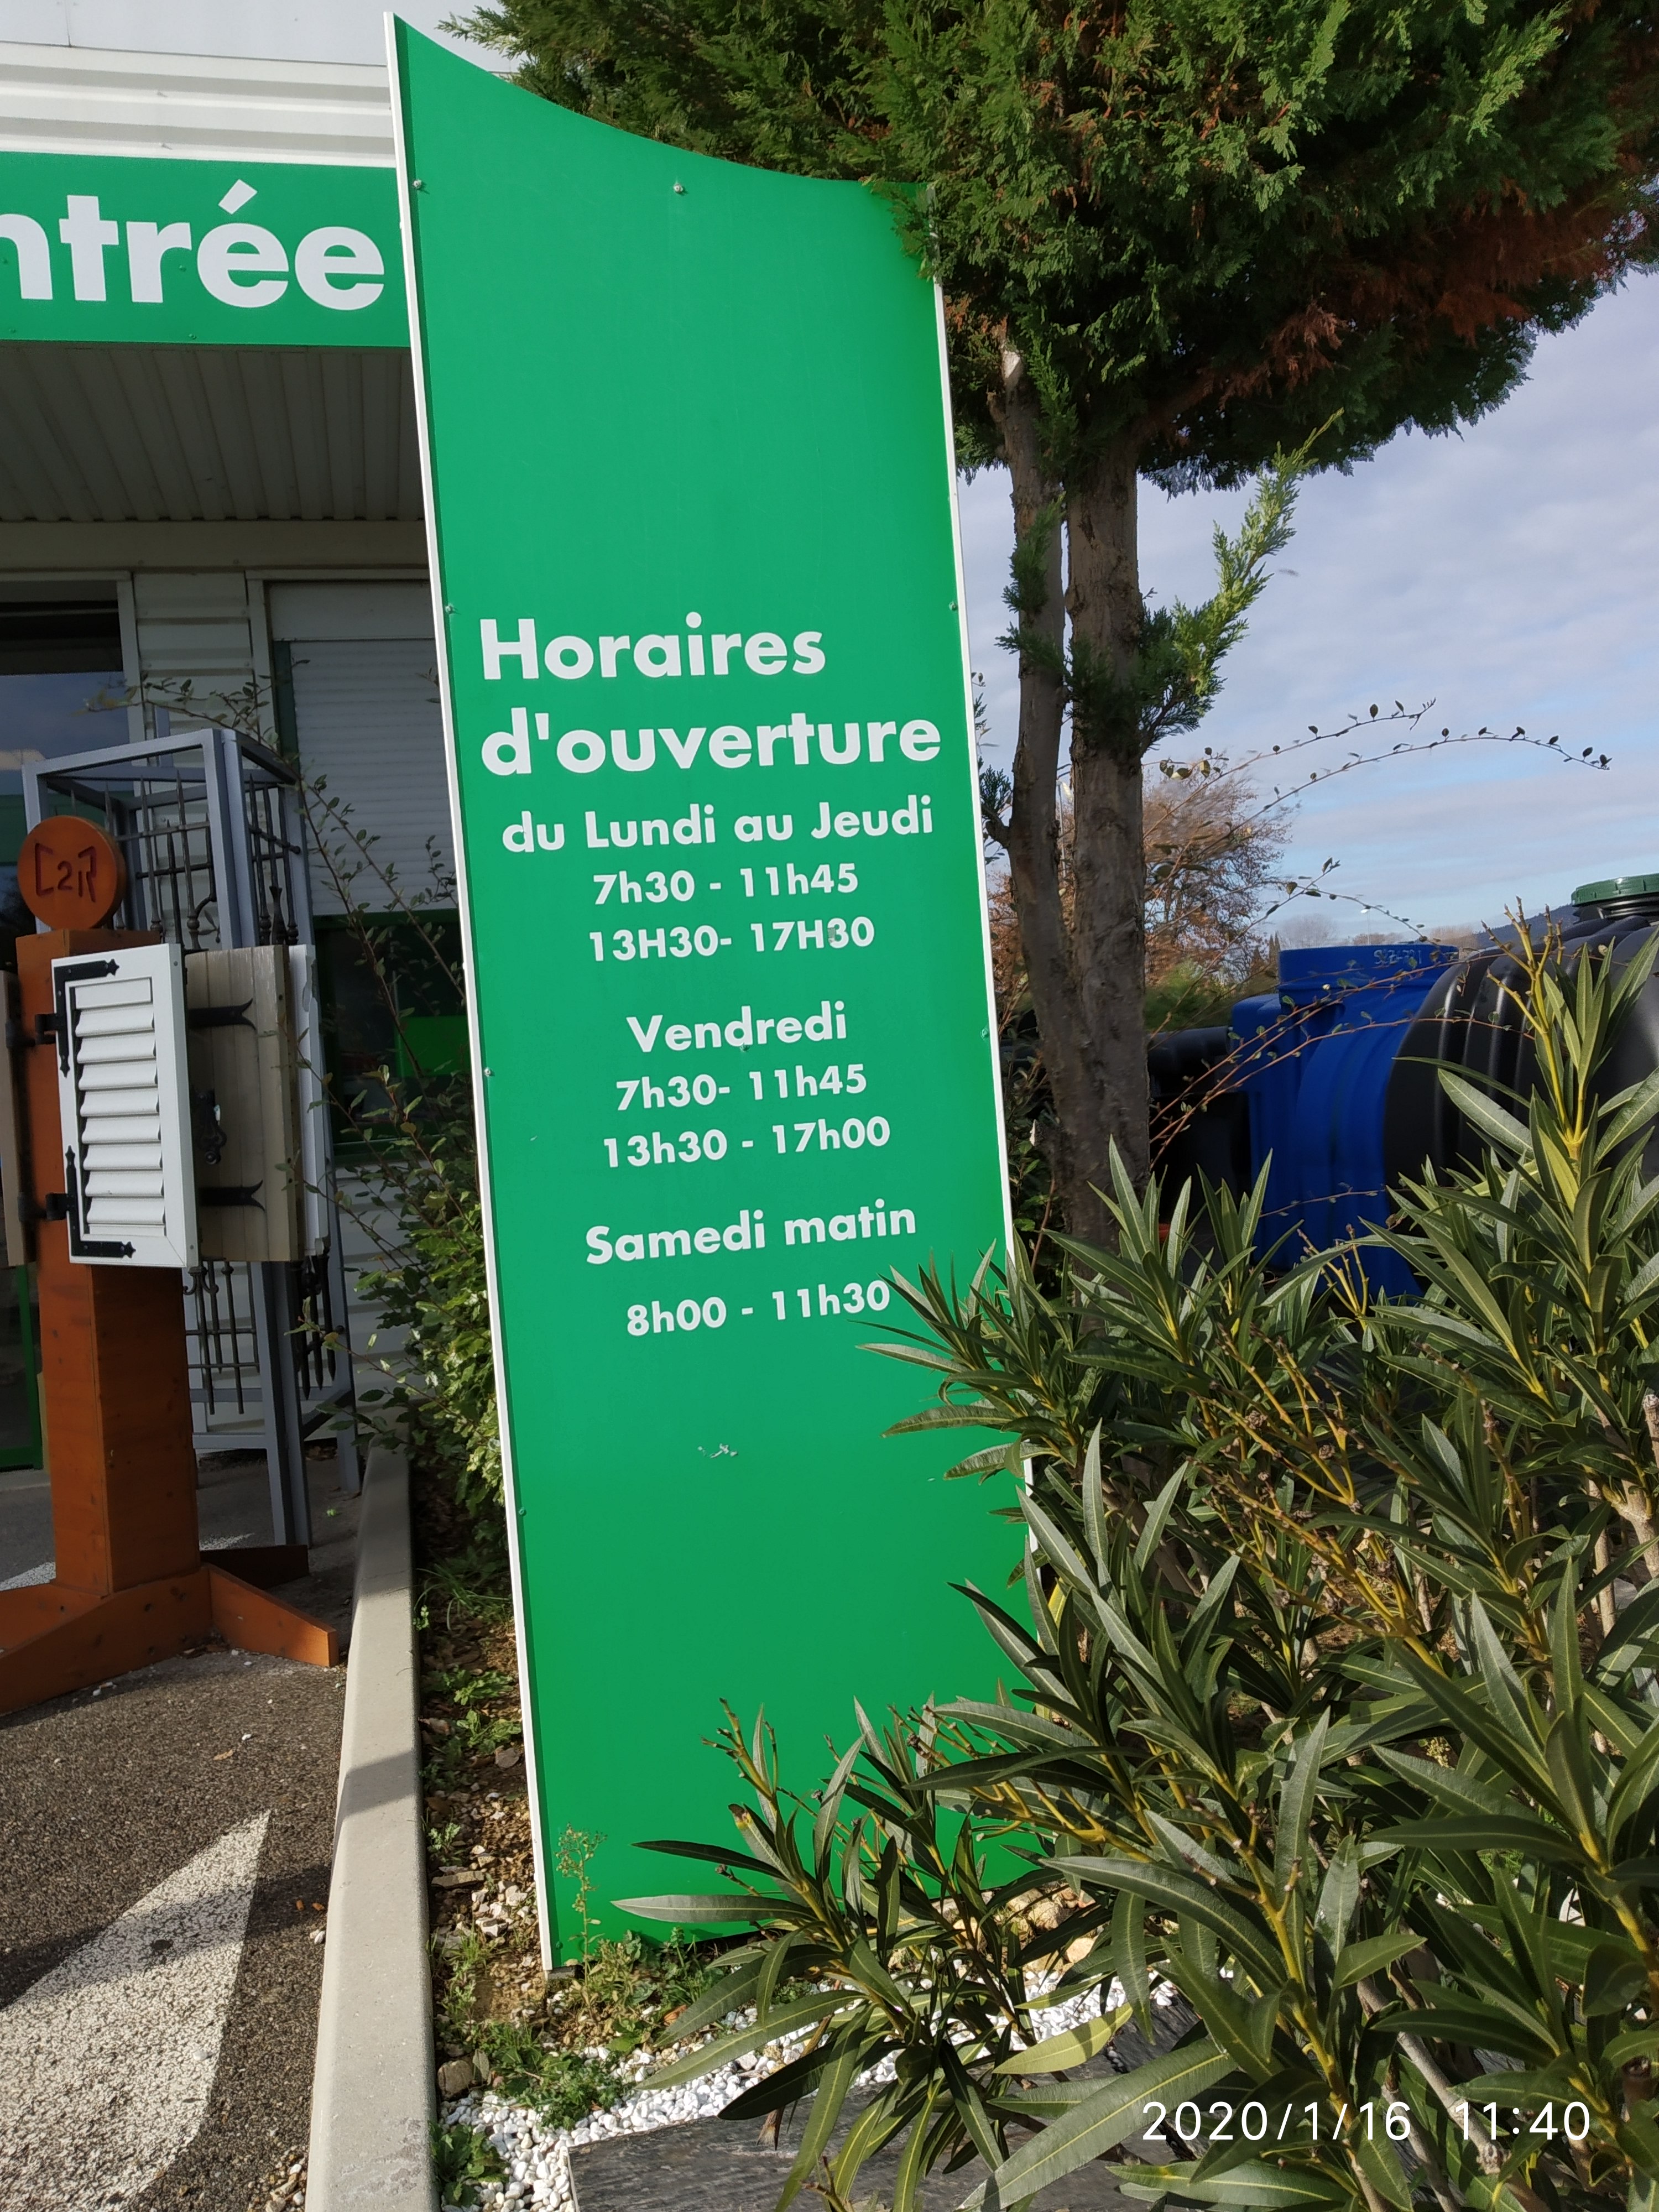 ntrée
Horaires
d'ouverture
du Lundi au Jeudi
7h30 - 11h45
13H30- 17H30
Vendredi
7h30- 11h45
13h30 - 17h00
Samedi matin
8h00 - 11h30
C2R
2020/1/16 11:40